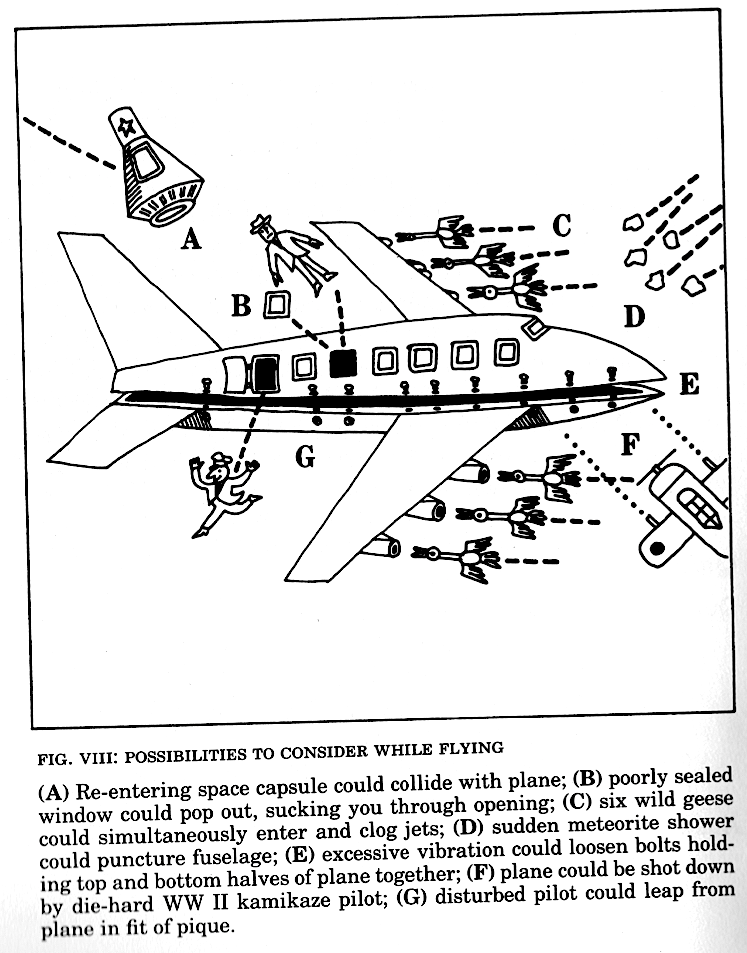 A
C
B
D
E
F
G
FIG. VIII: POSSIBILITIES TO CONSIDER WHILE FLYING
(A) Re-entering space capsule could collide with plane; (B) poorly sealed
window could pop out, sucking you through opening; (C) six wild geese
could simultaneously enter and clog jets; (D) sudden meteorite shower
could puncture fuselage; (E) excessive vibration could loosen bolts hold-
ing top and bottom halves of plane together; (F) plane could be shot down
by die-hard WW II kamikaze pilot; (G) disturbed pilot could leap from
plane in fit of pique.